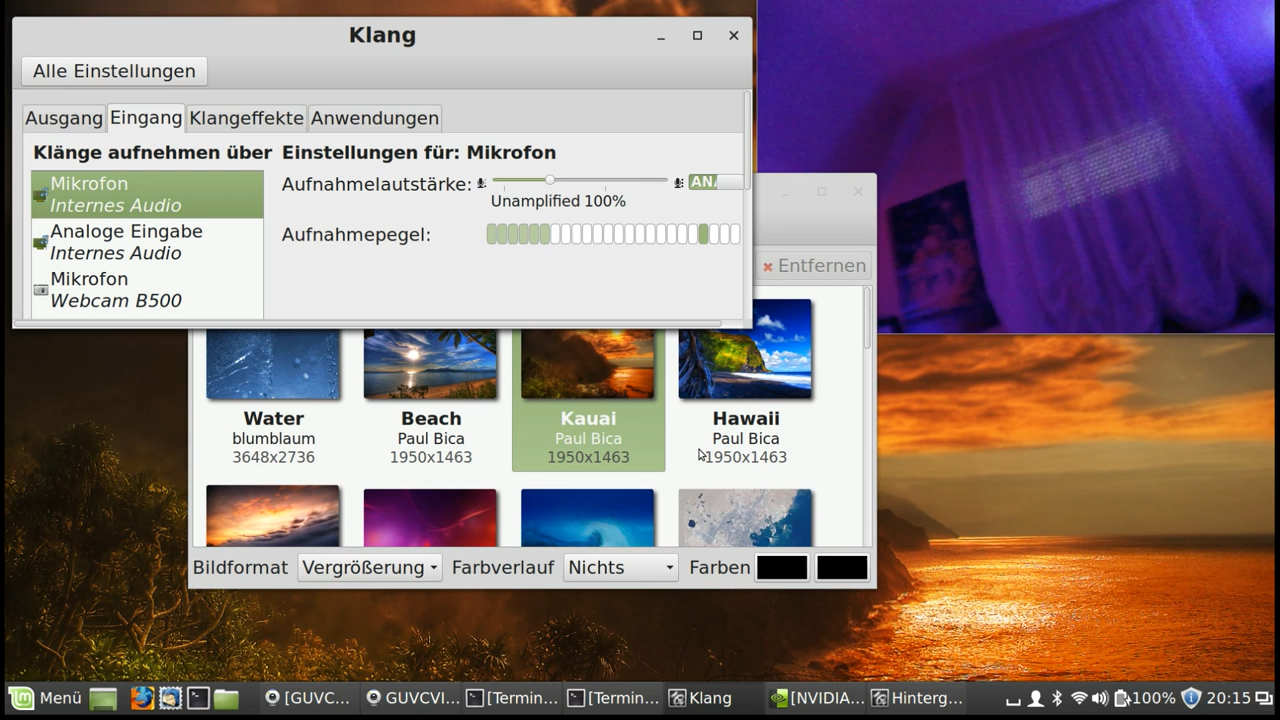 Klang
Alle Einstellungen
Ausgang Eingang Klangeffekte Anwendungen
Klänge aufnehmen über
Mikrofon
Internes Audio
Analoge Eingabe
Internes Audio
Mikrofon
Webcam B500
Einstellungen für: Mikrofon
Aufnahmelautstärke:
Unamplified 100%
Aufnahmepegel:
Entfernen
Water
blumblaum
3648x2736
Beach
Paul Bica
1950x1463
Kauai
Paul Bica
1950x1463
Hawaii
Paul Bica
1950x1463
Bildformat Vergrößerung Farbverlauf Nichts Farben
Menü [GUVC... GUVCVI... [Termin... [Termin... Klang [NVIDIA... Hinterg... 100% 20:15